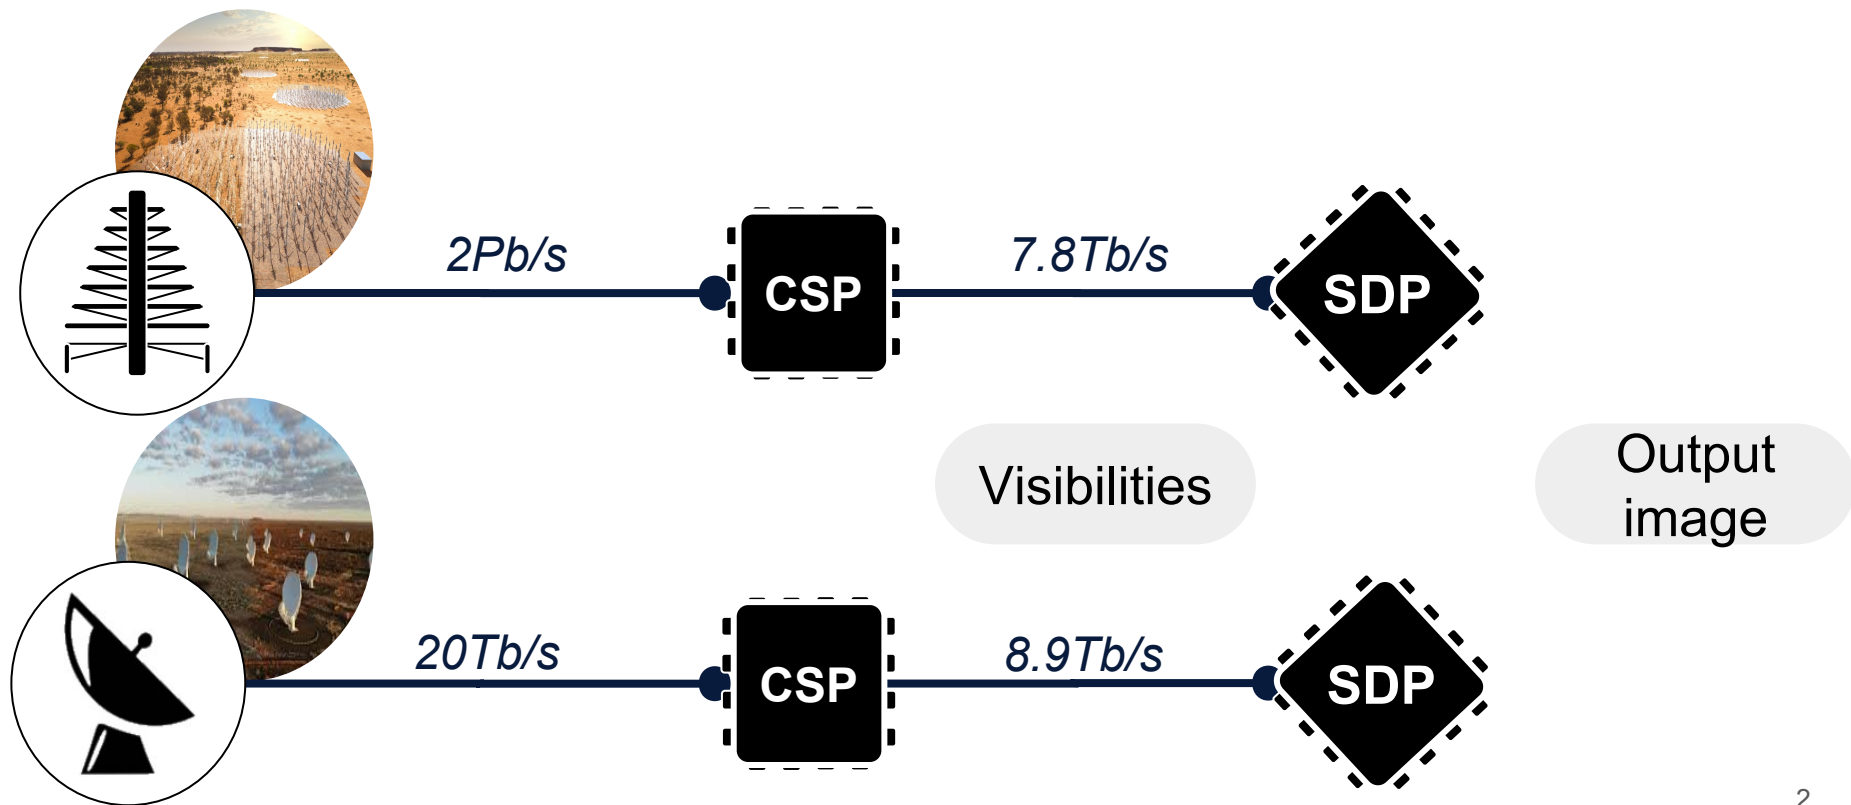 2Pb/s
CSP
7.8Tb/s
SDP
Visibilities
Output
image
20Tb/s
CSP
8.9Tb/s
SDP
2